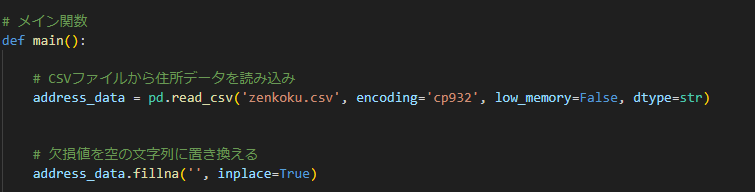 # メイン関数
def main():
# CSVファイルから住所データを読み込み
address_data = pd.read_csv('zenkoku.csv', encoding='cp932', low_memory=False, dtype=str)
# 欠損値を空の文字列に置き換える
address_data.fillna('', inplace=True)